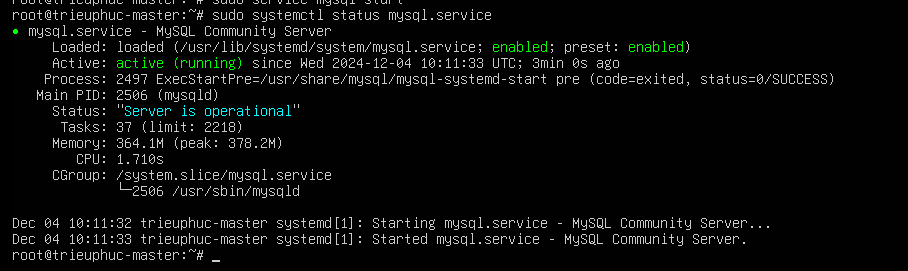 root@trieuphuc-master:~# sudo service mysql start
root@trieuphuc-master:~# sudo systemctl status mysql.service
● mysql.service - MySQL Community Server
     Loaded: loaded (/usr/lib/systemd/system/mysql.service; enabled; preset: enabled)
     Active: active (running) since Wed 2024-12-04 10:11:33 UTC; 3min 0s ago
    Process: 2497 ExecStartPre=/usr/share/mysql/mysql-systemd-start pre (code=exited, status=0/SUCCESS)
   Main PID: 2506 (mysqld)
     Status: "Server is operational"
      Tasks: 37 (limit: 2218)
     Memory: 364.1M (peak: 378.2M)
        CPU: 1.710s
     CGroup: /system.slice/mysql.service
             └─2506 /usr/sbin/mysqld

Dec 04 10:11:32 trieuphuc-master systemd[1]: Starting mysql.service - MySQL Community Server...
Dec 04 10:11:33 trieuphuc-master systemd[1]: Started mysql.service - MySQL Community Server.
root@trieuphuc-master:~# _